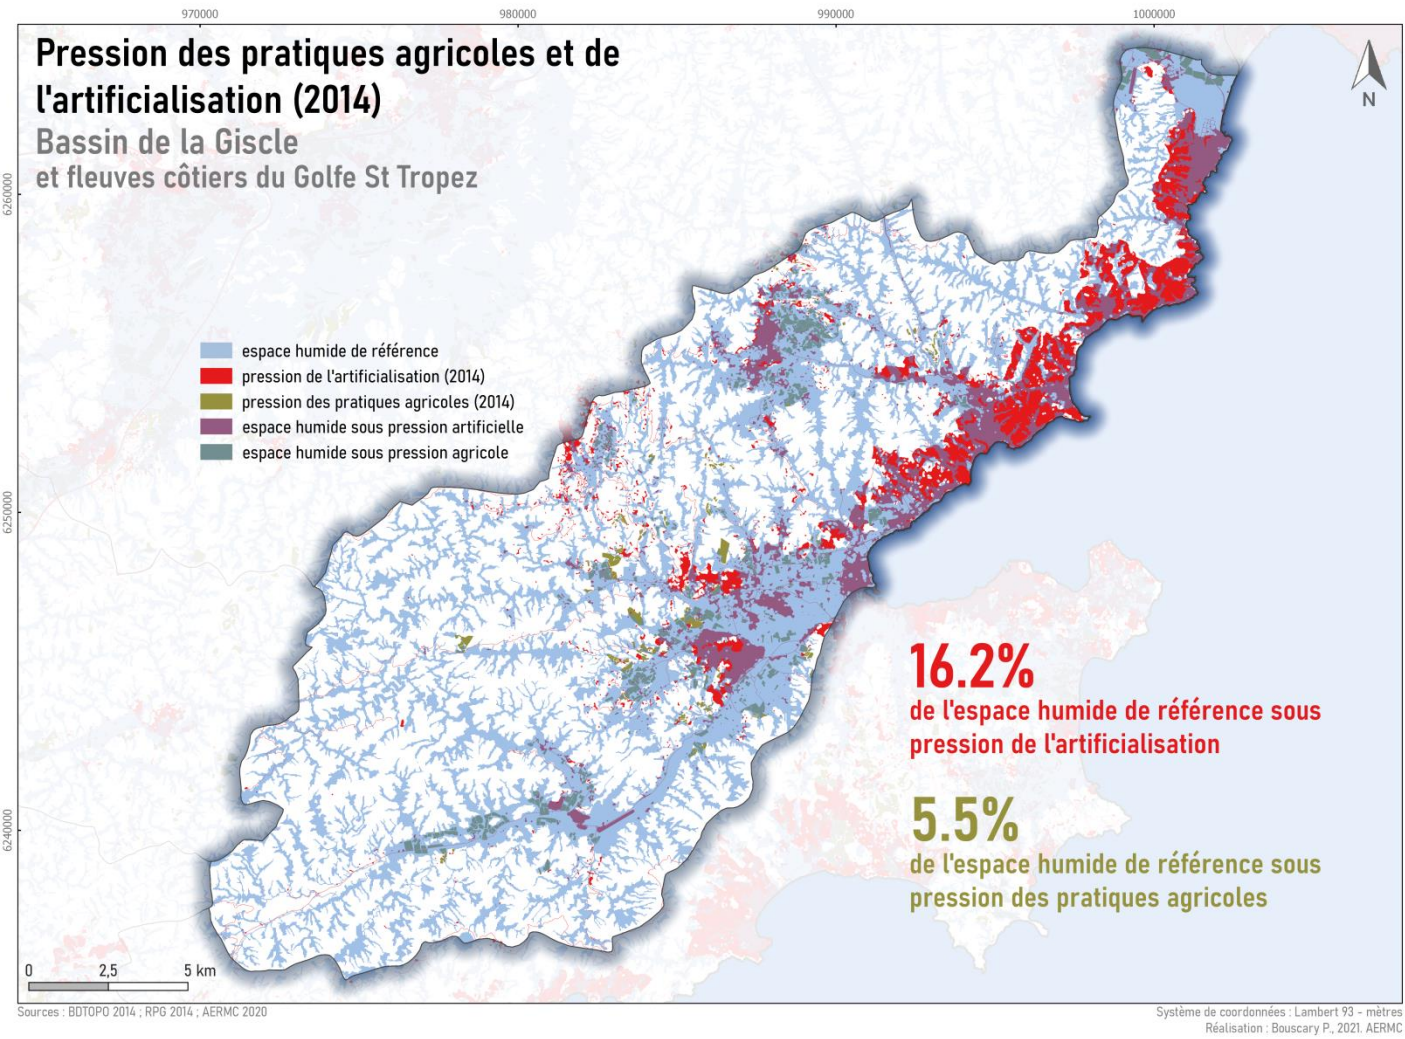 970000
980000
990000
1000000
Pression des pratiques agricoles et de
l'artificialisation (2014)
Bassin de la Giscle
et fleuves côtiers du Golfe St Tropez
N
6260000
espace humide de référence
pression de l'artificialisation (2014)
pression des pratiques agricoles (2014)
espace humide sous pression artificielle
espace humide sous pression agricole
6250000
16.2%
de l'espace humide de référence sous
pression de l'artificialisation
5.5%
de l'espace humide de référence sous
pression des pratiques agricoles
6240000
0 2,5 5 km
Sources : BDTOPO 2014 ; RPG 2014 ; AERMC 2020
Système de coordonnées : Lambert 93 - mètres
Réalisation : Bouscary P., 2021. AERMC